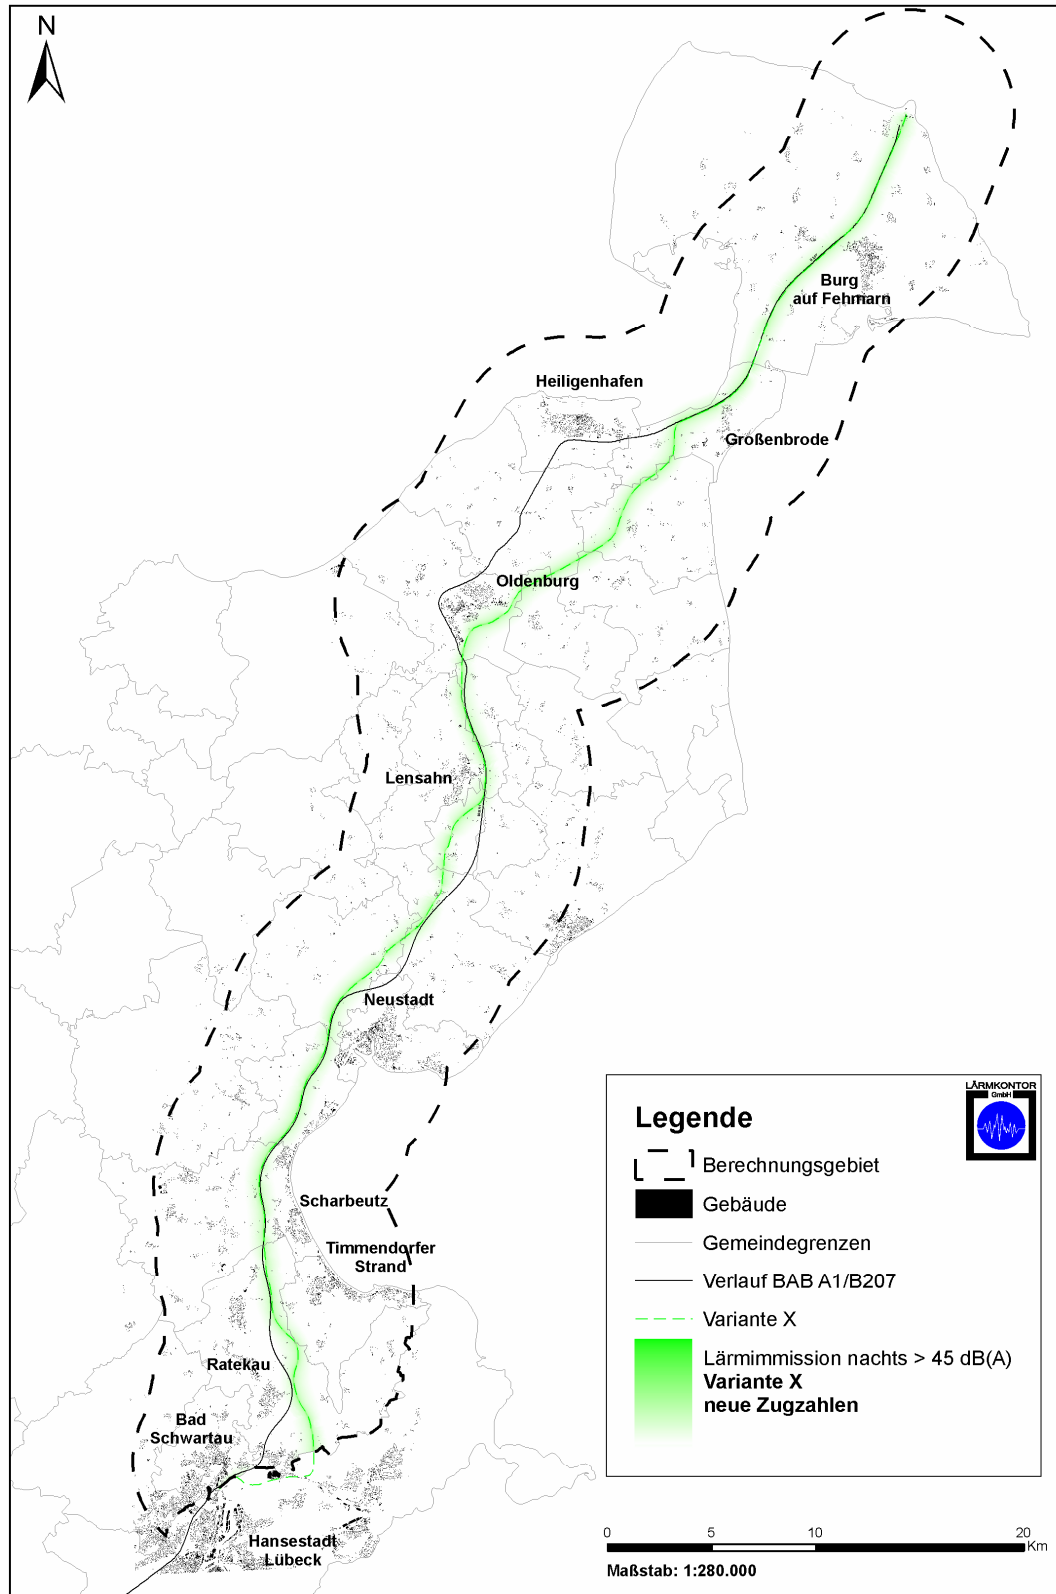 N
Burg
auf Fehmarn
Heiligenhafen
Großenbrode
Oldenburg
Lensahn
Neustadt
Scharbeutz
Timmendorfer
Strand
Ratekau
Bad
Schwartau
Hansestadt
Lübeck
LÄRMKONTOR
GmbH
Legende
Berechnungsgebiet
Gebäude
Gemeindegrenzen
Verlauf BAB A1/B207
Variante X
Lärmimmission nachts > 45 dB(A)
Variante X
neue Zugzahlen
0 5 10 20
Km
Maßstab: 1:280.000